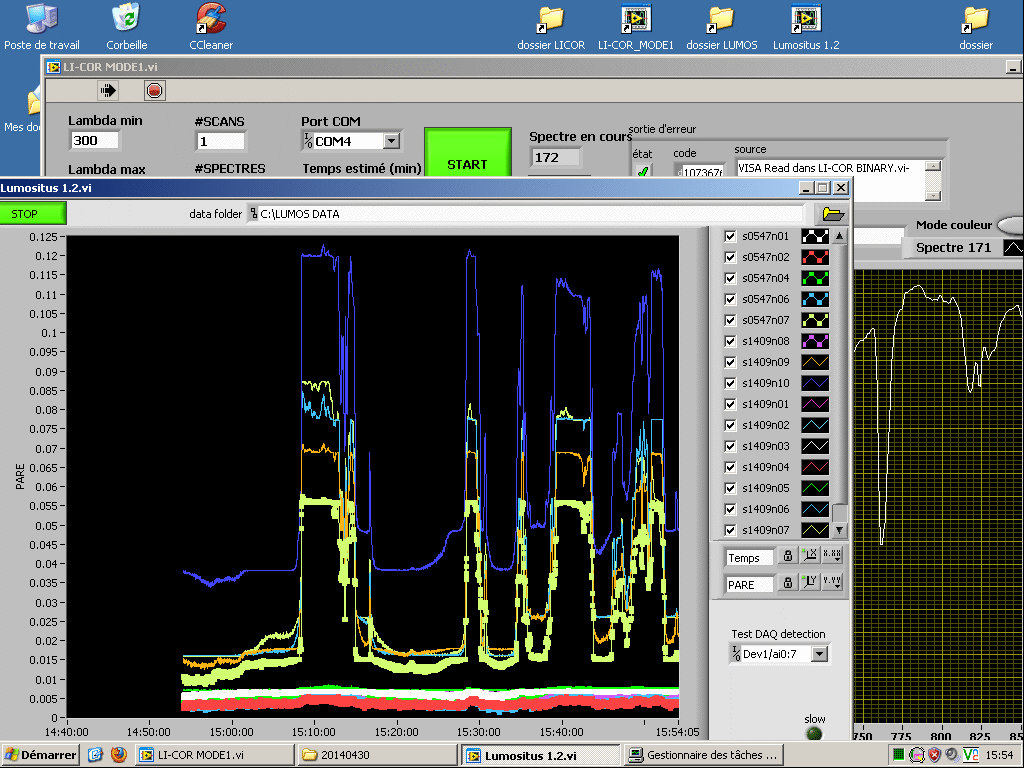 Poste de travail
Corbeille
CCleaner
dossier LICOR
LI-COR_MODE1
dossier LUMOS
Lumositus 1.2
dossier
LI-COR MODE1.vi
Lambda min
300
#SCANS
1
Port COM
COM4
START
Spectre en cours
172
sortie d'erreur
état
code
source
VISA Read dans LI-COR BINARY.vi-
Mes do
Lambda max
#SPECTRES
Temps estimé (min)
Lumositus 1.2.vi
STOP
data folder
C:\LUMOS DATA
Mode couleur
Spectre 171
PARE
0.125
0.12
0.115
0.11
0.105
0.1
0.095
0.09
0.085
0.08
0.075
0.07
0.065
0.06
0.055
0.05
0.045
0.04
0.035
0.03
0.025
0.02
0.015
0.01
0.005
0
14:40:00
14:50:00
15:00:00
15:10:00
15:20:00
15:30:00
15:40:00
15:54:05
s0547n01
s0547n02
s0547n04
s0547n06
s0547n07
s1409n08
s1409n09
s1409n10
s1409n01
s1409n02
s1409n03
s1409n04
s1409n05
s1409n06
s1409n07
Temps
PARE
Test DAQ detection
Dev1/ai0:7
slow
750
775
800
825
85
Démarrer
LI-COR MODE1.vi
20140430
Lumositus 1.2.vi
Gestionnaire des tâches ...
15:54